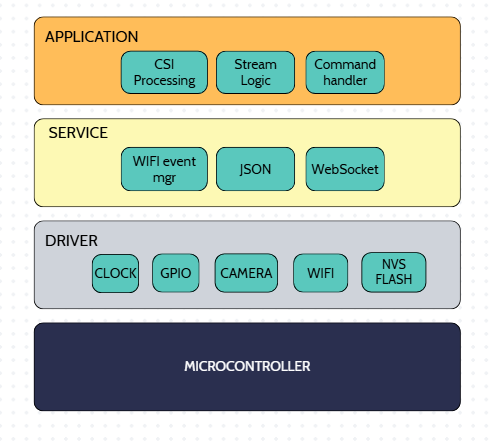 APPLICATION
CSI
Processing
Stream
Logic
Command
handler
SERVICE
WIFI event
mgr
JSON
WebSocket
DRIVER
CLOCK
GPIO
CAMERA
WIFI
NVS
FLASH
MICROCONTROLLER